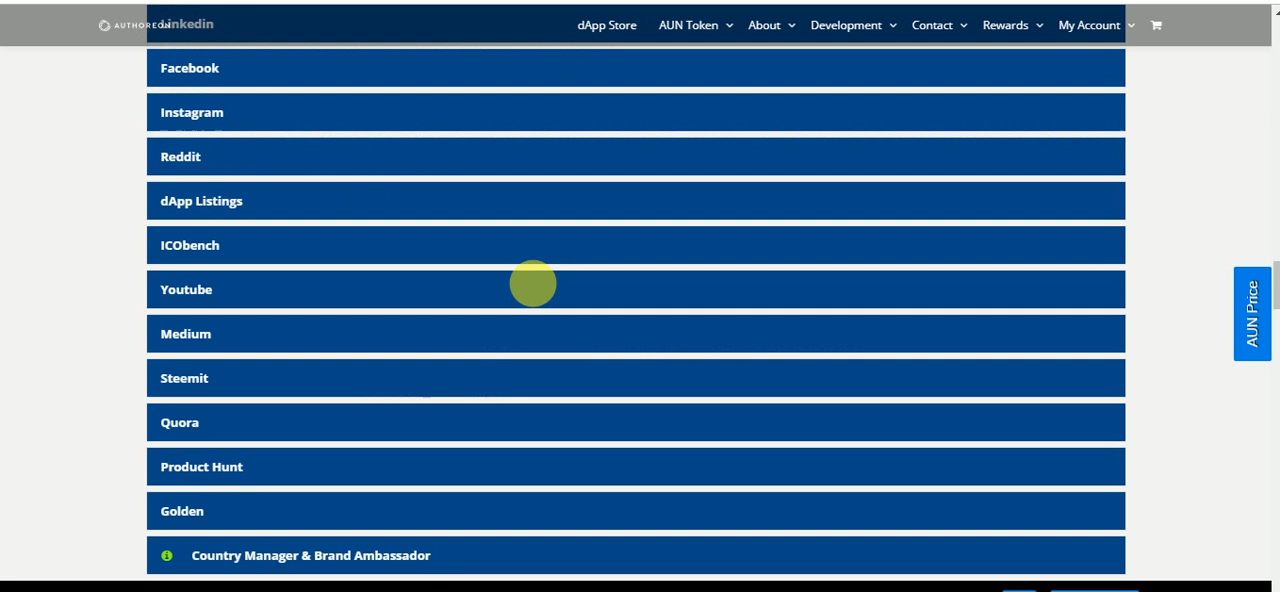 AUTHOREON
Linkedin
dApp Store
AUN Token
About
Development
Contact
Rewards
My Account
Facebook
Instagram
Reddit
dApp Listings
ICObench
Youtube
Medium
Steemit
Quora
Product Hunt
Golden
Country Manager & Brand Ambassador
AUN Price